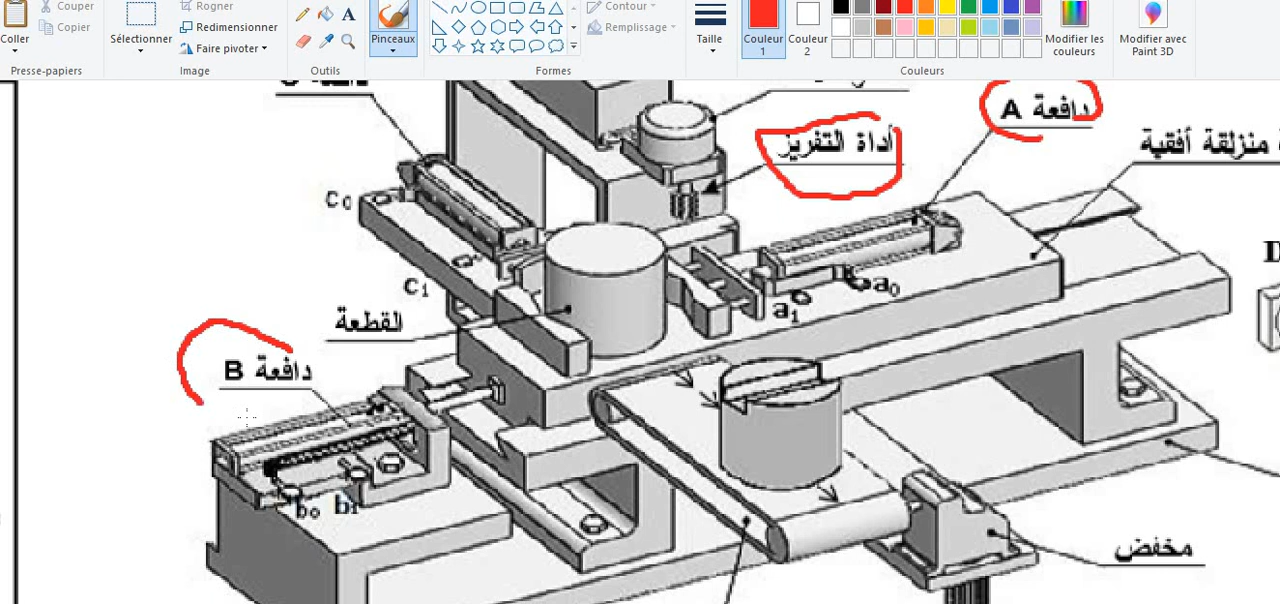 Coller
Couper
Copier
Presse-papiers
Sélectionner
Rogner
Redimensionner
Faire pivoter
Image
A
Outils
Pinceaux
Contour
Remplissage
Formes
Taille
Couleur
1
Couleur
2
Couleurs
Modifier les
couleurs
Modifier avec
Paint 3D
دافعة A
أداة التفريز
منزلقة أفقية
C0
C1
القطعة
a0
a1
دافعة B
b0 b1
مخفض
D